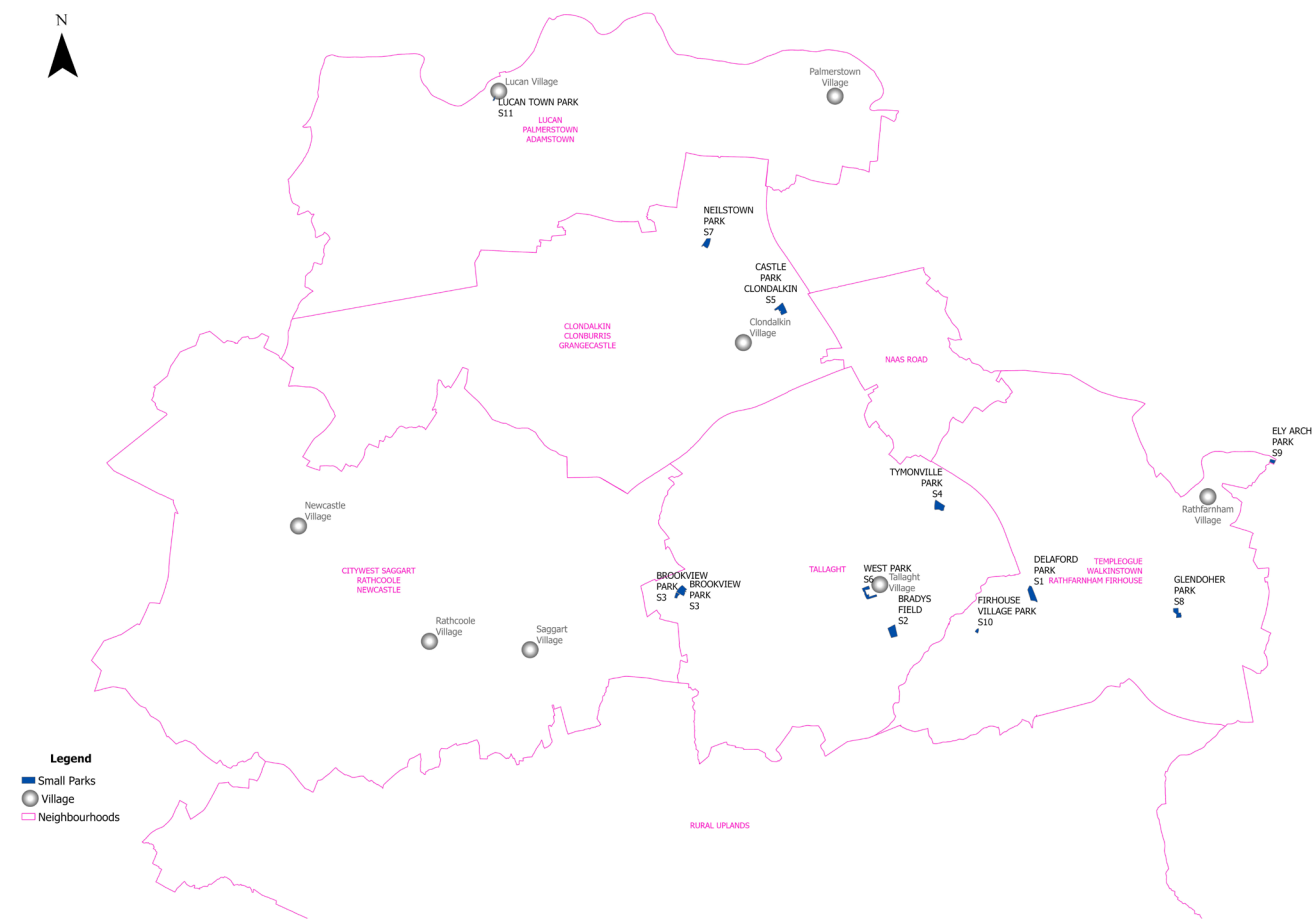 N
Lucan Village
LUCAN TOWN PARK
S11
LUCAN
PALMERSTOWN
ADAMSTOWN
Palmerstown
Village
NEILSTOWN
PARK
S7
CASTLE
PARK
CLONDALKIN
S5
Clondalkin
Village
CLONDALKIN
CLONBURRIS
GRANGECASTLE
NAAS ROAD
ELY ARCH
PARK
S9
Rathfarnham
Village
TYMONVILLE
PARK
S4
Newcastle
Village
CITYWEST SAGGART
RATHCOOLE
NEWCASTLE
Rathcoole
Village
Saggart
Village
BROOKVIEW
PARK
S3
BROOKVIEW
PARK
S3
TALLAGHT
WEST PARK
S6
Tallaght
Village
BRADYS
FIELD
S2
FIRHOUSE
VILLAGE PARK
S10
DELAFORD
PARK
S1
TEMPLEOGUE
WALKINSTOWN
RATHFARNHAM FIRHOUSE
GLENDOHER
PARK
S8
RURAL UPLANDS
Legend
Small Parks
Village
Neighbourhoods